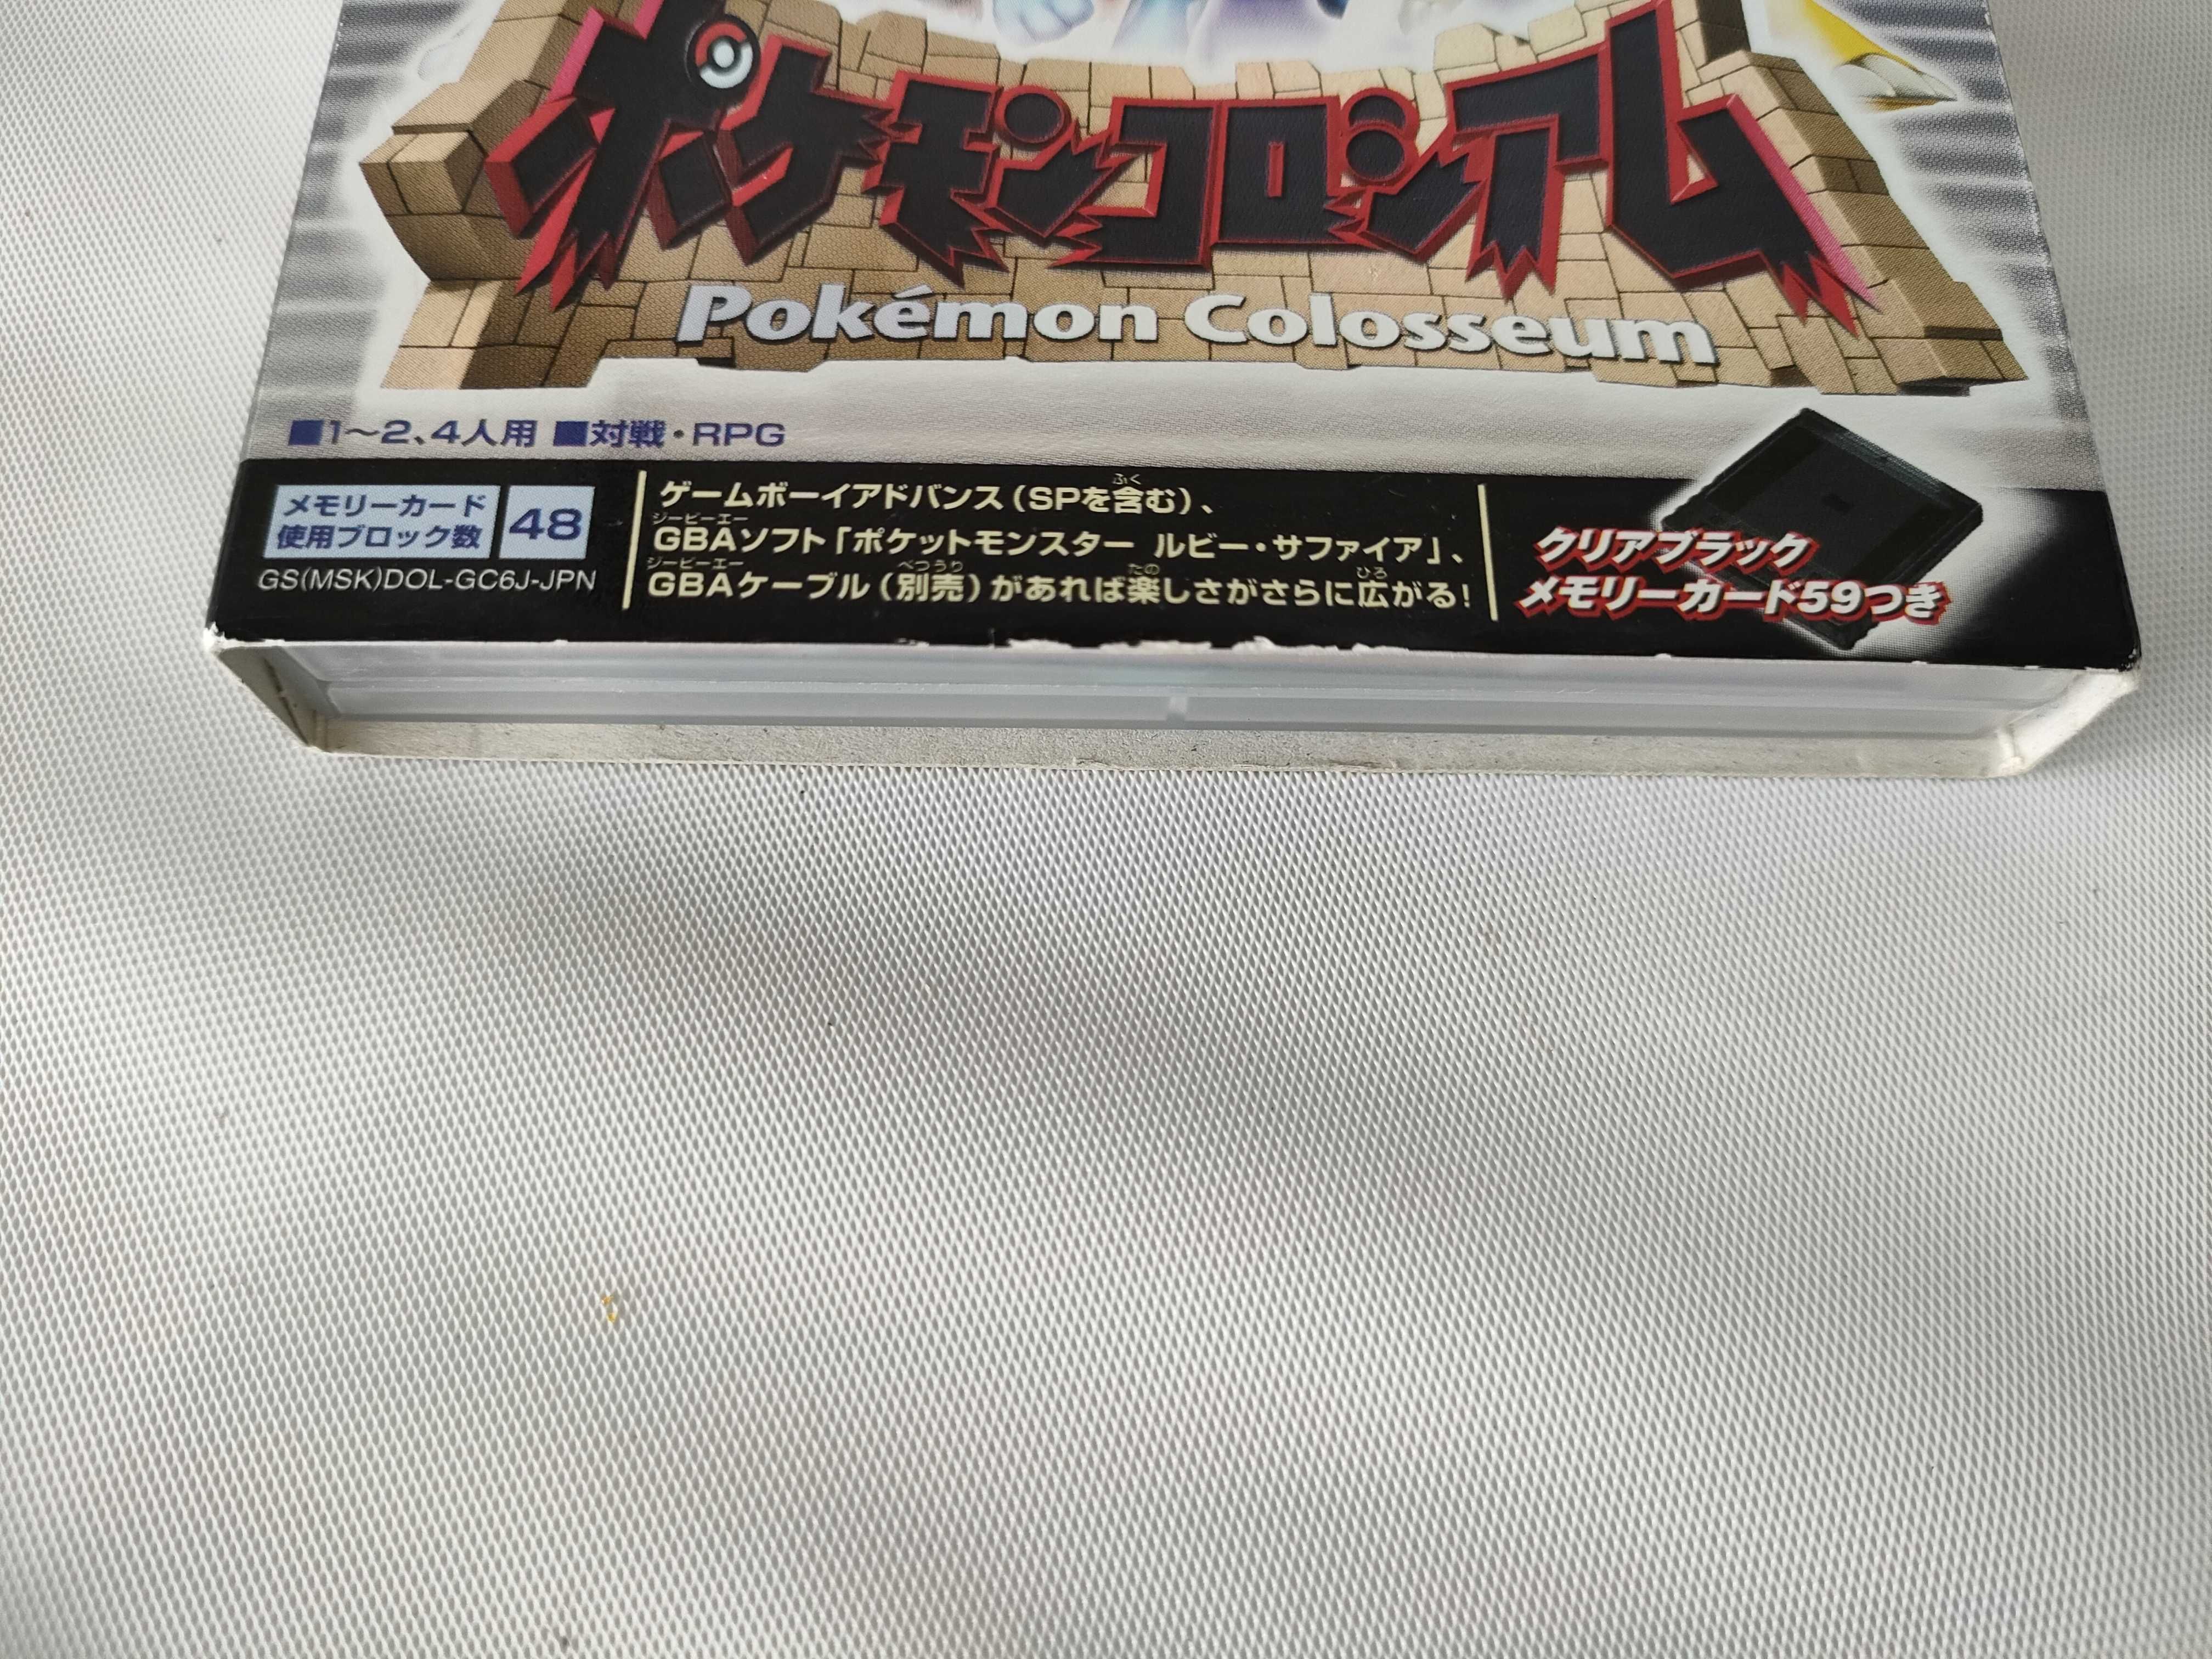 ポケモンコロシアム
Pokémon Colosseum
■1〜2、4人用 ■対戦・RPG
メモリーカード
使用ブロック数
48
GS(MSK)DOL-GC6J-JPN
ふく
ゲームボーイアドバンス(SPを含む)、
ジービーエー
GBAソフト「ポケットモンスター ルビー・サファイア」、
ジービーエー べつうり たの ひろ
GBAケーブル(別売)があれば楽しさがさらに広がる!
クリアブラック
メモリーカード59つき